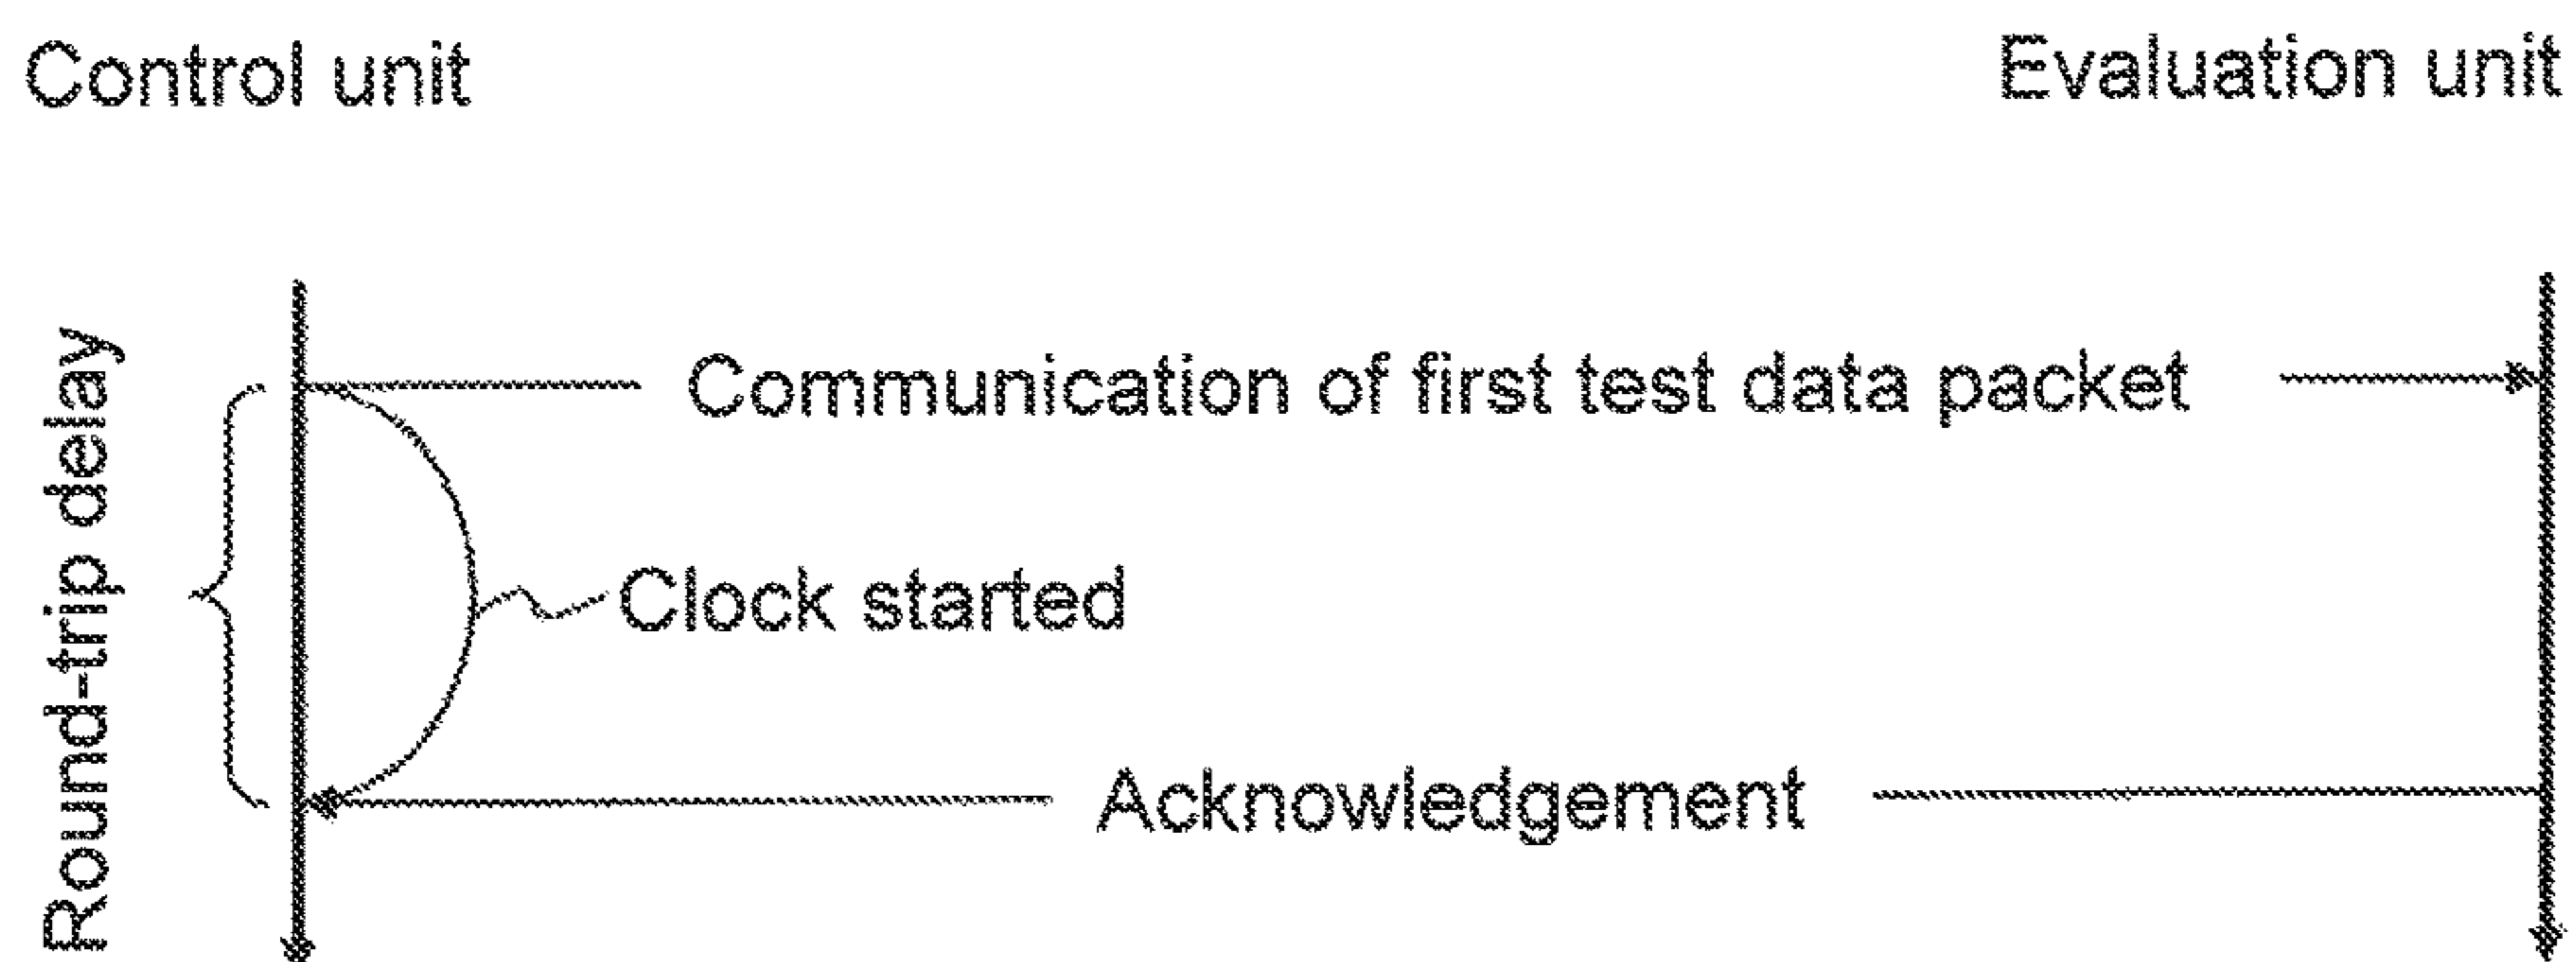 Control unit
Evaluation unit
Round-trip delay
Communication of first test data packet
Clock started
Acknowledgement